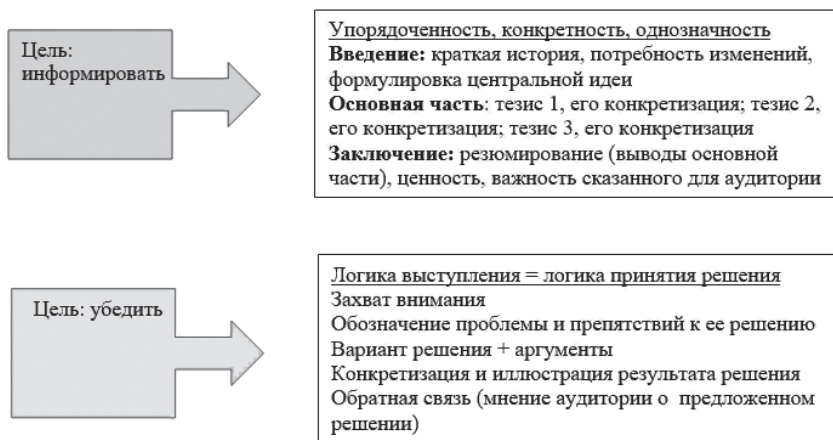 Цель:
информировать
Упорядоченность, конкретность, однозначность
Введение: краткая история, потребность изменений,
формулировка центральной идеи
Основная часть: тезис 1, его конкретизация; тезис 2,
его конкретизация; тезис 3, его конкретизация
Заключение: резюмирование (выводы основной
части), ценность, важность сказанного для аудитории
Цель: убедить
Логика выступления = логика принятия решения
Захват внимания
Обозначение проблемы и препятствий к ее решению
Вариант решения + аргументы
Конкретизация и иллюстрация результата решения
Обратная связь (мнение аудитории о предложенном
решении)